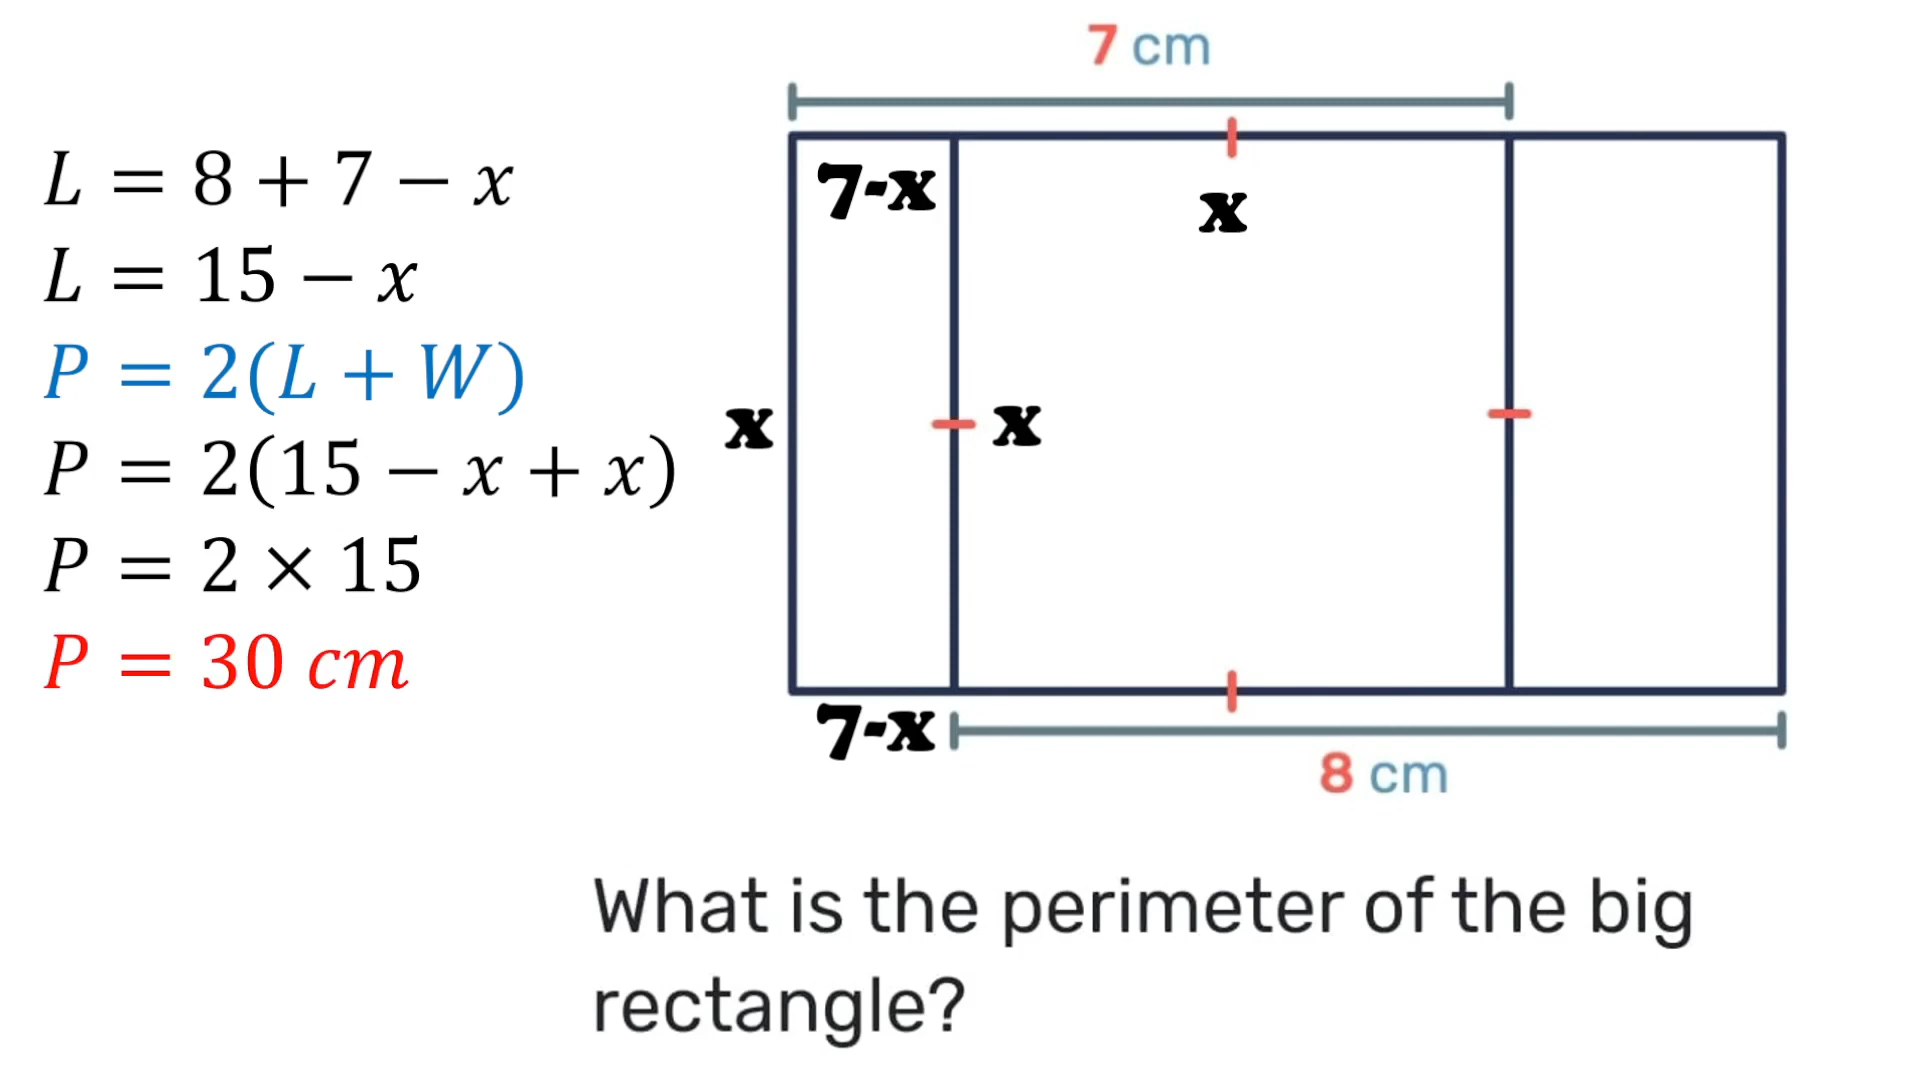 L = 8 + 7 − x
L = 15 − x
P = 2(L + W)
P = 2(15 − x + x)
P = 2 × 15
P = 30 cm
7 cm
7-x
x
x
x
7-x
8 cm
What is the perimeter of the big
rectangle?